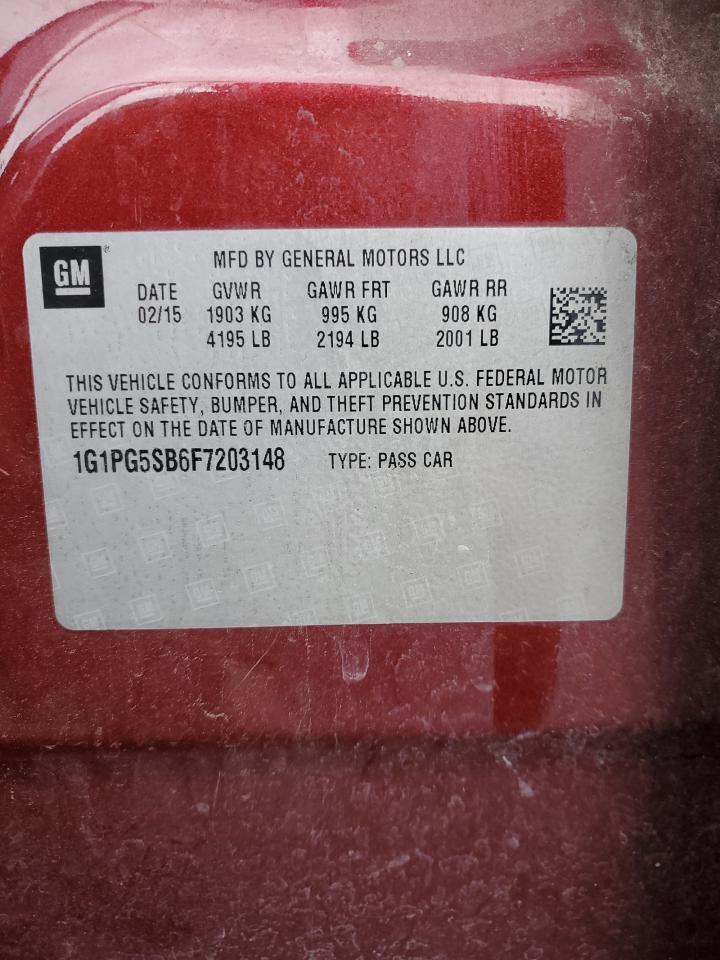 GM
MFD BY GENERAL MOTORS LLC
DATE GVWR GAWR FRT GAWR RR
02/15 1903 KG 995 KG 908 KG
4195 LB 2194 LB 2001 LB
THIS VEHICLE CONFORMS TO ALL APPLICABLE U.S. FEDERAL MOTOR
VEHICLE SAFETY, BUMPER, AND THEFT PREVENTION STANDARDS IN
EFFECT ON THE DATE OF MANUFACTURE SHOWN ABOVE.
1G1PG5SB6F7203148 TYPE: PASS CAR